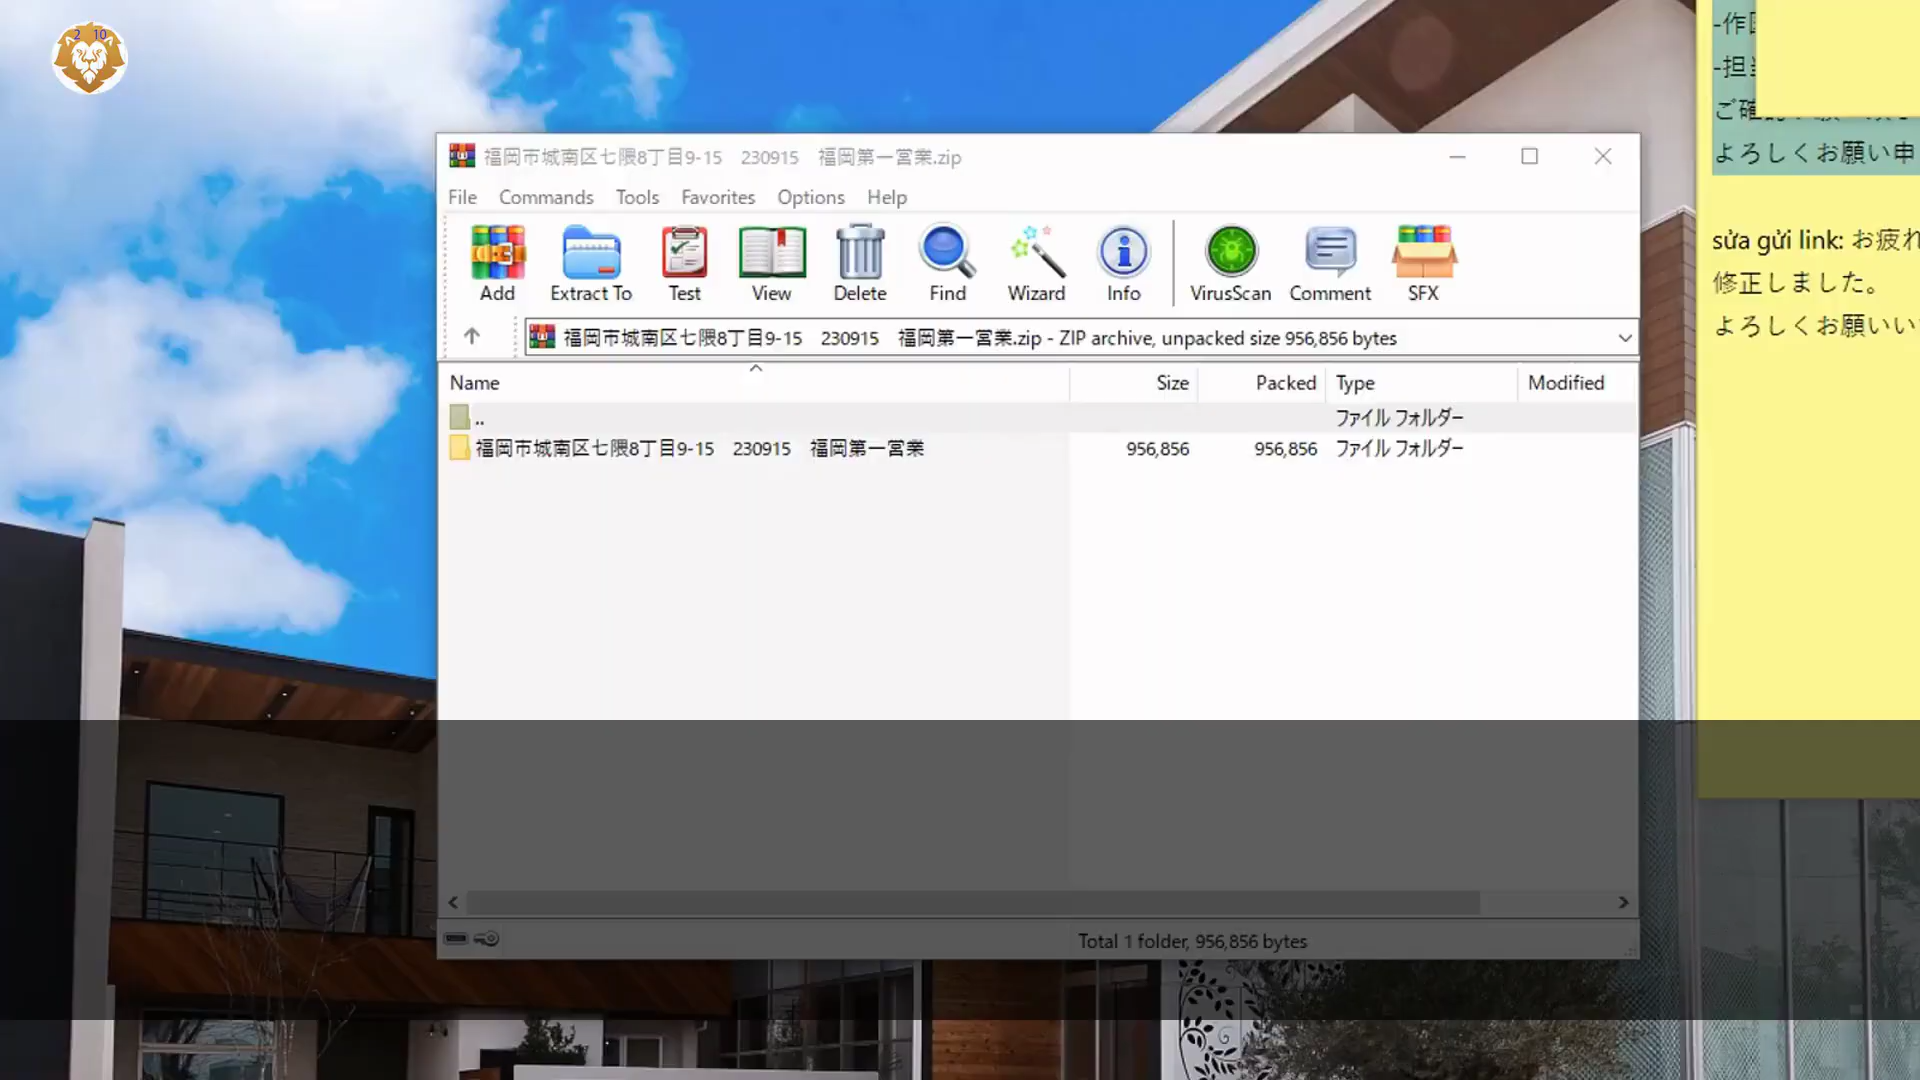 2 10
福岡市城南区七隈8丁目9-15　230915　福岡第一営業.zip
File Commands Tools Favorites Options Help
Add Extract To Test View Delete Find Wizard Info VirusScan Comment SFX
福岡市城南区七隈8丁目9-15　230915　福岡第一営業.zip - ZIP archive, unpacked size 956,856 bytes
Name Size Packed Type Modified
.. ファイル フォルダー
福岡市城南区七隈8丁目9-15　230915　福岡第一営業 956,856 956,856 ファイル フォルダー
Total 1 folder, 956,856 bytes
-作
-担
ご確
よろしくお願い申
sửa gửi link: お疲れ
修正しました。
よろしくお願いい